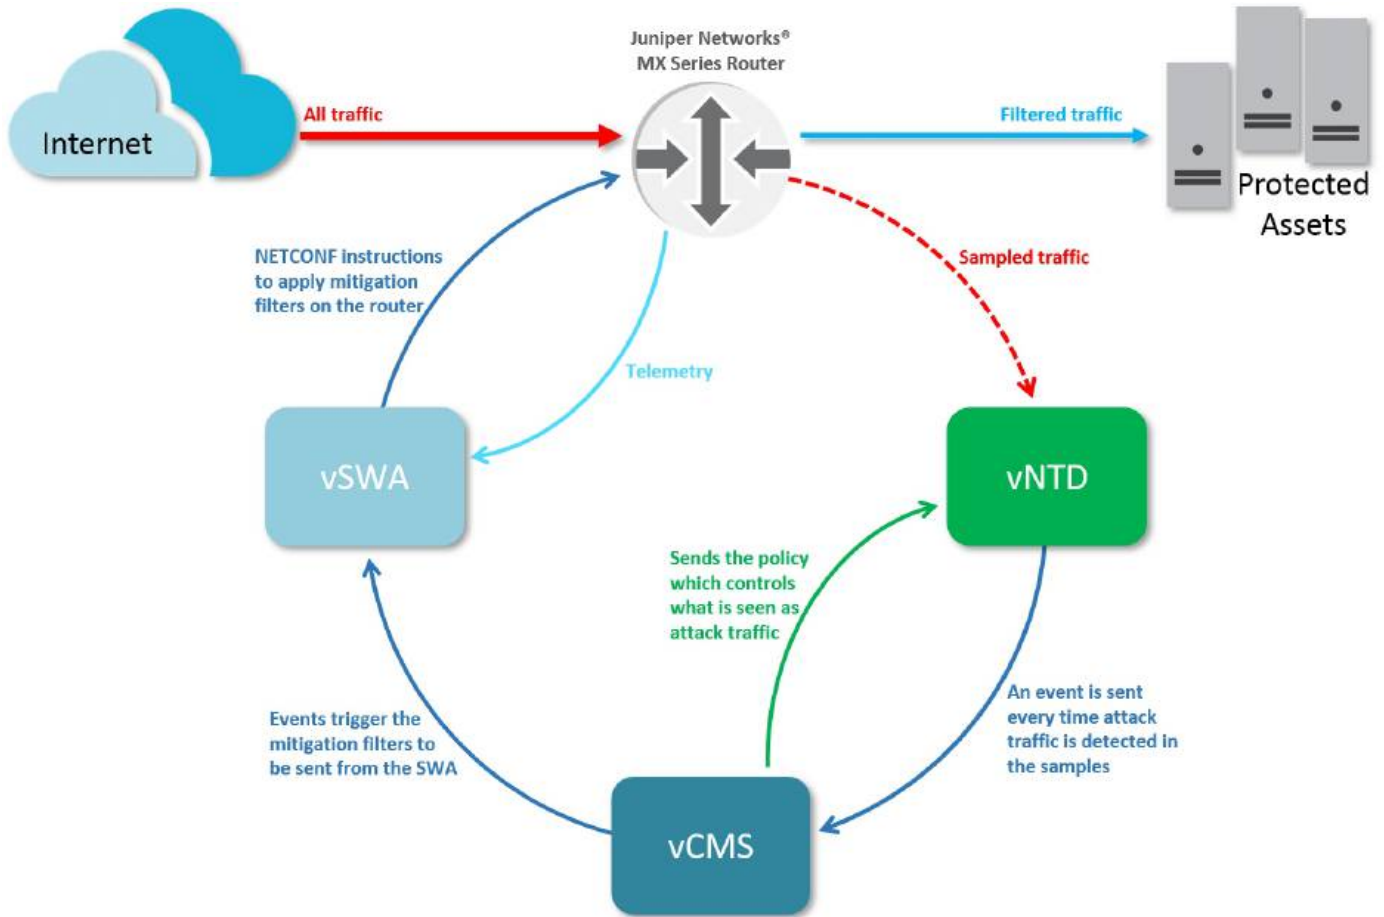 Juniper Networks®
MX Series Router
Internet
All traffic
Filtered traffic
Protected
Assets
NETCONF instructions
to apply mitigation
filters on the router
Sampled traffic
Telemetry
vSWA
vNTD
Sends the policy
which controls
what is seen as
attack traffic
Events trigger the
mitigation filters to
be sent from the SWA
An event is sent
every time attack
traffic is detected in
the samples
vCMS